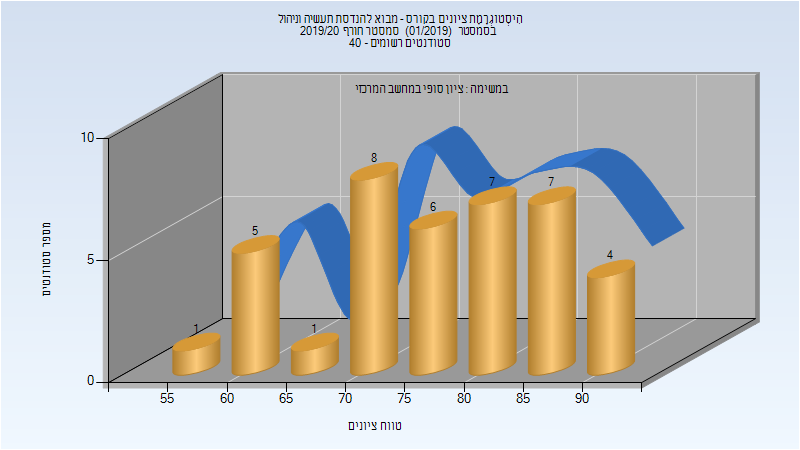 הִיסְטוֹגְרָמַת ציונים בקורס - מבוא להנדסת תעשיה וניהול
בסמסטר (01/2019) סמסטר חורף 2019/20
סטודנטים רשומים - 40
במשימה : ציון סופי במחשב המרכזי
10
5
0
מספר סטודנטים
1
5
1
8
6
7
7
4
55 60 65 70 75 80 85 90
טווח ציונים